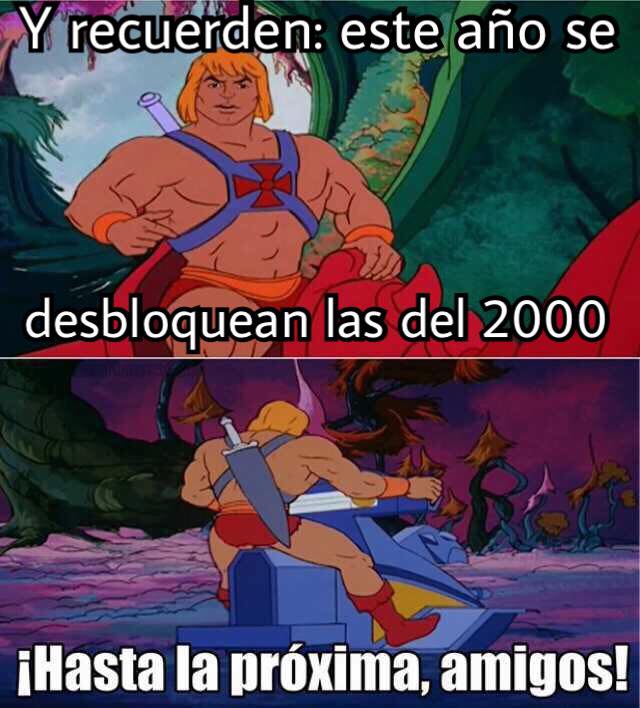 Y recuerden: este año se
desbloquean las del 2000
¡Hasta la próxima, amigos!